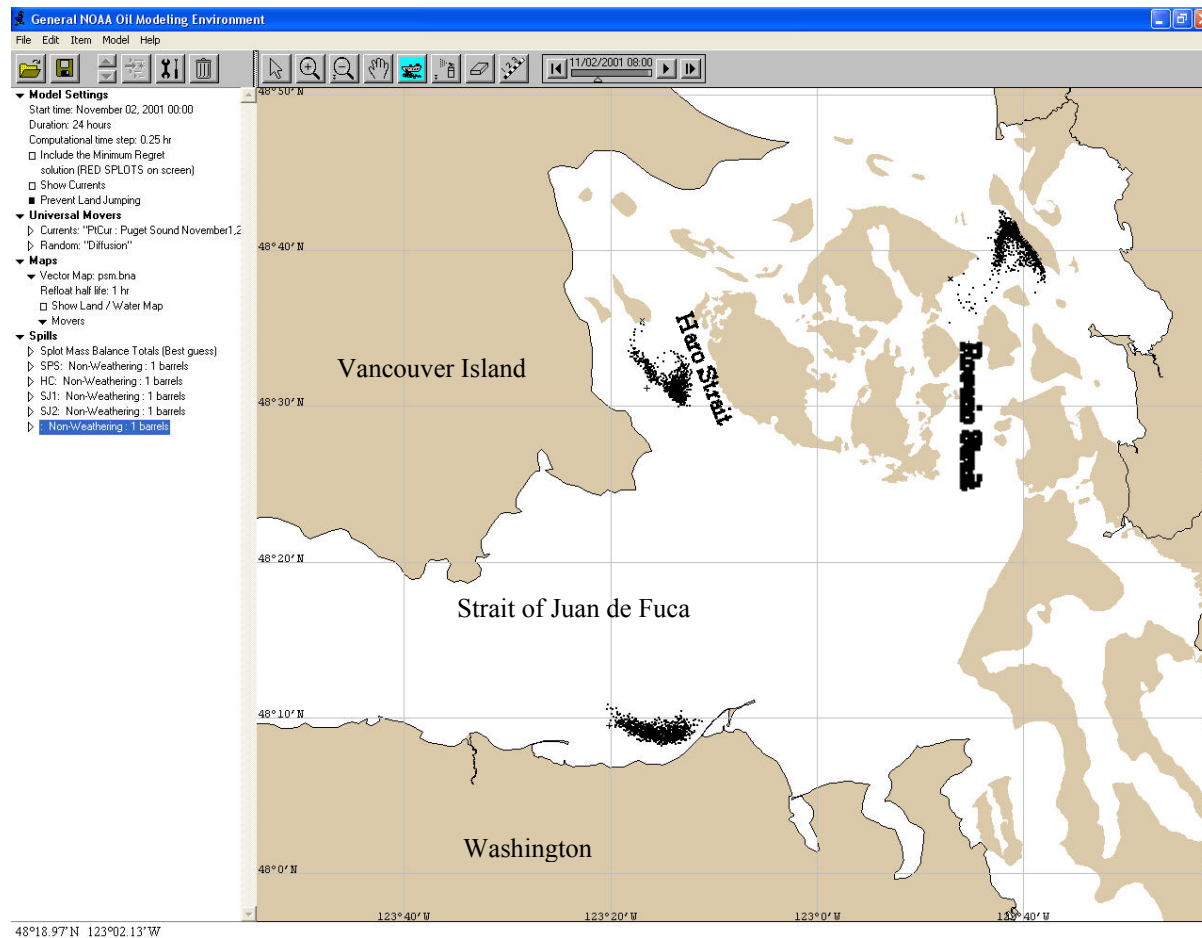 General NOAA Oil Modeling Environment
File Edit Item Model Help
11/02/2001 08:00
Model Settings
Start time: November 02, 2001 00:00
Duration: 24 hours
Computational time step: 0.25 hr
Include the Minimum Regret
solution (RED SPLOTS on screen)
Show Currents
Prevent Land Jumping
Universal Movers
Currents: "PtCur : Puget Sound November1,2
Random: "Diffusion"
Maps
Vector Map: psm.bna
Refloat half life: 1 hr
Show Land / Water Map
Movers
Spills
Splot Mass Balance Totals (Best guess)
SPS: Non-Weathering : 1 barrels
HC: Non-Weathering : 1 barrels
SJ1: Non-Weathering : 1 barrels
SJ2: Non-Weathering : 1 barrels
: Non-Weathering : 1 barrels
48°50'N
48°40'N
Haro Strait
Vancouver Island
48°30'N
48°20'N
Strait of Juan de Fuca
48°10'N
Washington
48°0'N
123°40'W
123°20'W
123°0'W
122°40'W
48°18.97'N 123°02.13'W